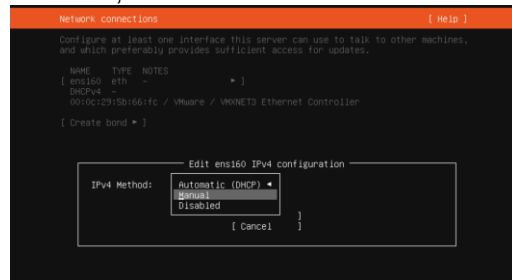 Network connections [ Help ]
Configure at least one interface this server can use to talk to other machines,
and which preferably provides sufficient access for updates.
NAME TYPE NOTES
[ ens160 eth - ▸ ]
DHCPv4 -
00:0c:29:5b:66:fc / VMware / VMXNET3 Ethernet Controller
[ Create bond ▸ ]
Edit ens160 IPv4 configuration
IPv4 Method: Automatic (DHCP) ◂
Manual
Disabled
]
[ Cancel ]